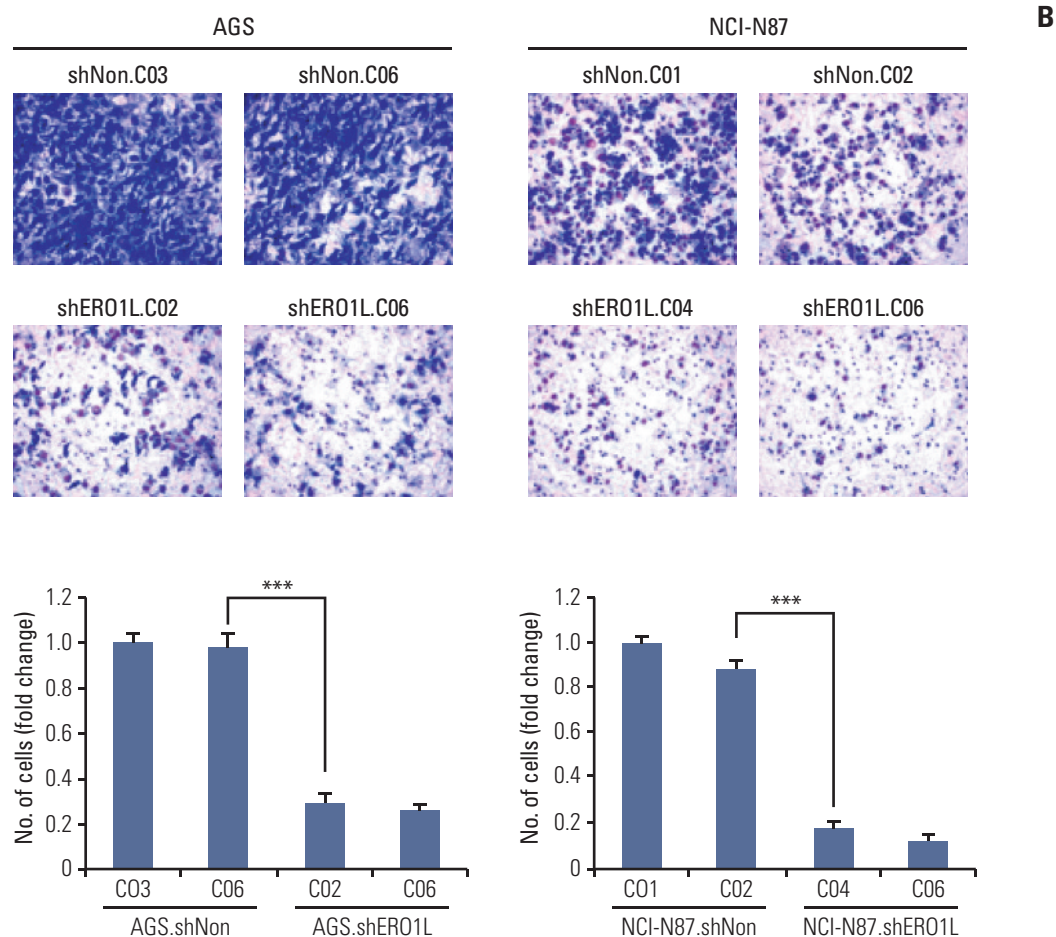 AGS
NCI-N87
B
shNon.C03
shNon.C06
shNon.C01
shNon.C02
shERO1L.C02
shERO1L.C06
shERO1L.C04
shERO1L.C06
No. of cells (fold change)
1.2
1.0
0.8
0.6
0.4
0.2
0
***
C03
C06
C02
C06
AGS.shNon
AGS.shERO1L
No. of cells (fold change)
1.2
1.0
0.8
0.6
0.4
0.2
0
***
C01
C02
C04
C06
NCI-N87.shNon
NCI-N87.shERO1L